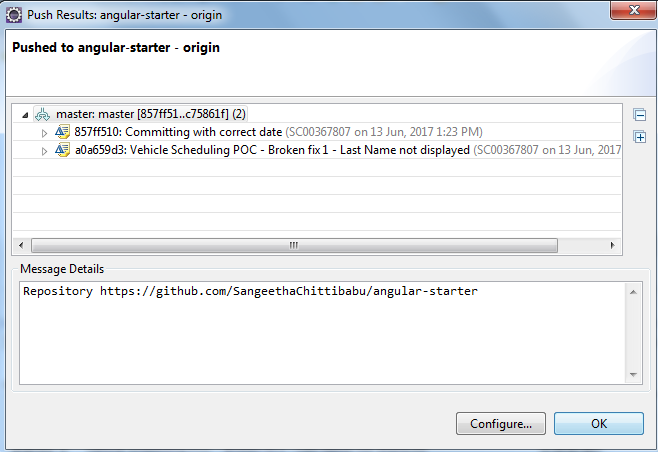 Push Results: angular-starter - origin
Pushed to angular-starter - origin
master: master [857ff51..c75861f] (2)
857ff510: Committing with correct date (SC00367807 on 13 Jun, 2017 1:23 PM)
a0a659d3: Vehicle Scheduling POC - Broken fix 1 - Last Name not displayed (SC00367807 on 13 Jun, 2017
Message Details
Repository https://github.com/SangeethaChittibabu/angular-starter
Configure...
OK